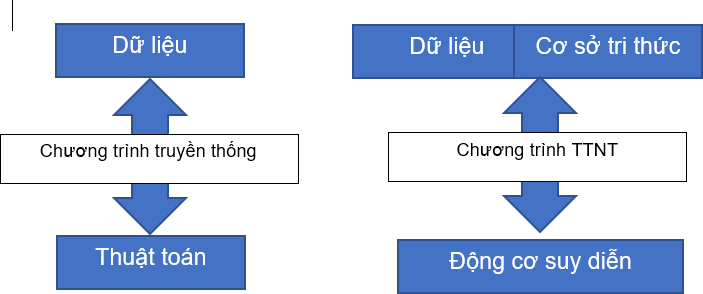 Dữ liệu
Chương trình truyền thống
Thuật toán
Dữ liệu
Cơ sở tri thức
Chương trình TTNT
Động cơ suy diễn